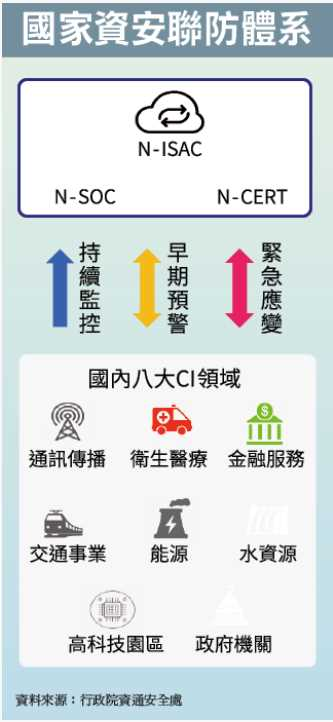 國家資安聯防體系
N-ISAC
N-SOC N-CERT
持續監控 早期預警 緊急應變
國內八大CI領域
通訊傳播 衛生醫療 金融服務
交通事業 能源 水資源
高科技園區 政府機關
資料來源：行政院資通安全處